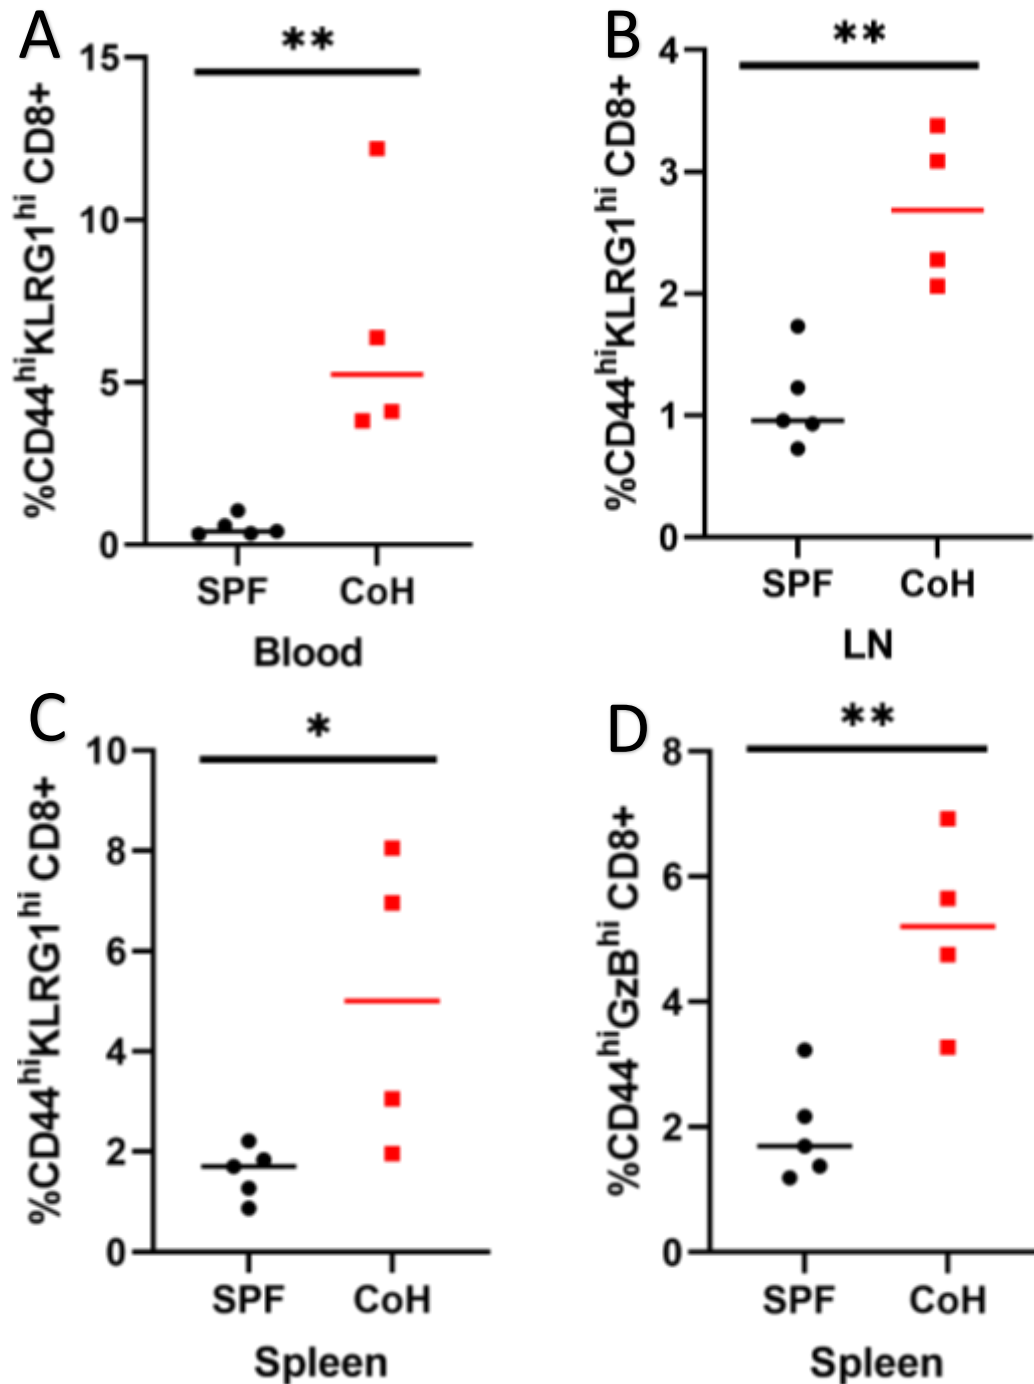 A
**
%CD44hiKLRG1hi CD8+
15
10
5
0
SPF
CoH
Blood
B
**
%CD44hiKLRG1hi CD8+
4
3
2
1
0
SPF
CoH
LN
C
*
%CD44hiKLRG1hi CD8+
10
8
6
4
2
0
SPF
CoH
Spleen
D
**
%CD44hiGzBhi CD8+
8
6
4
2
0
SPF
CoH
Spleen